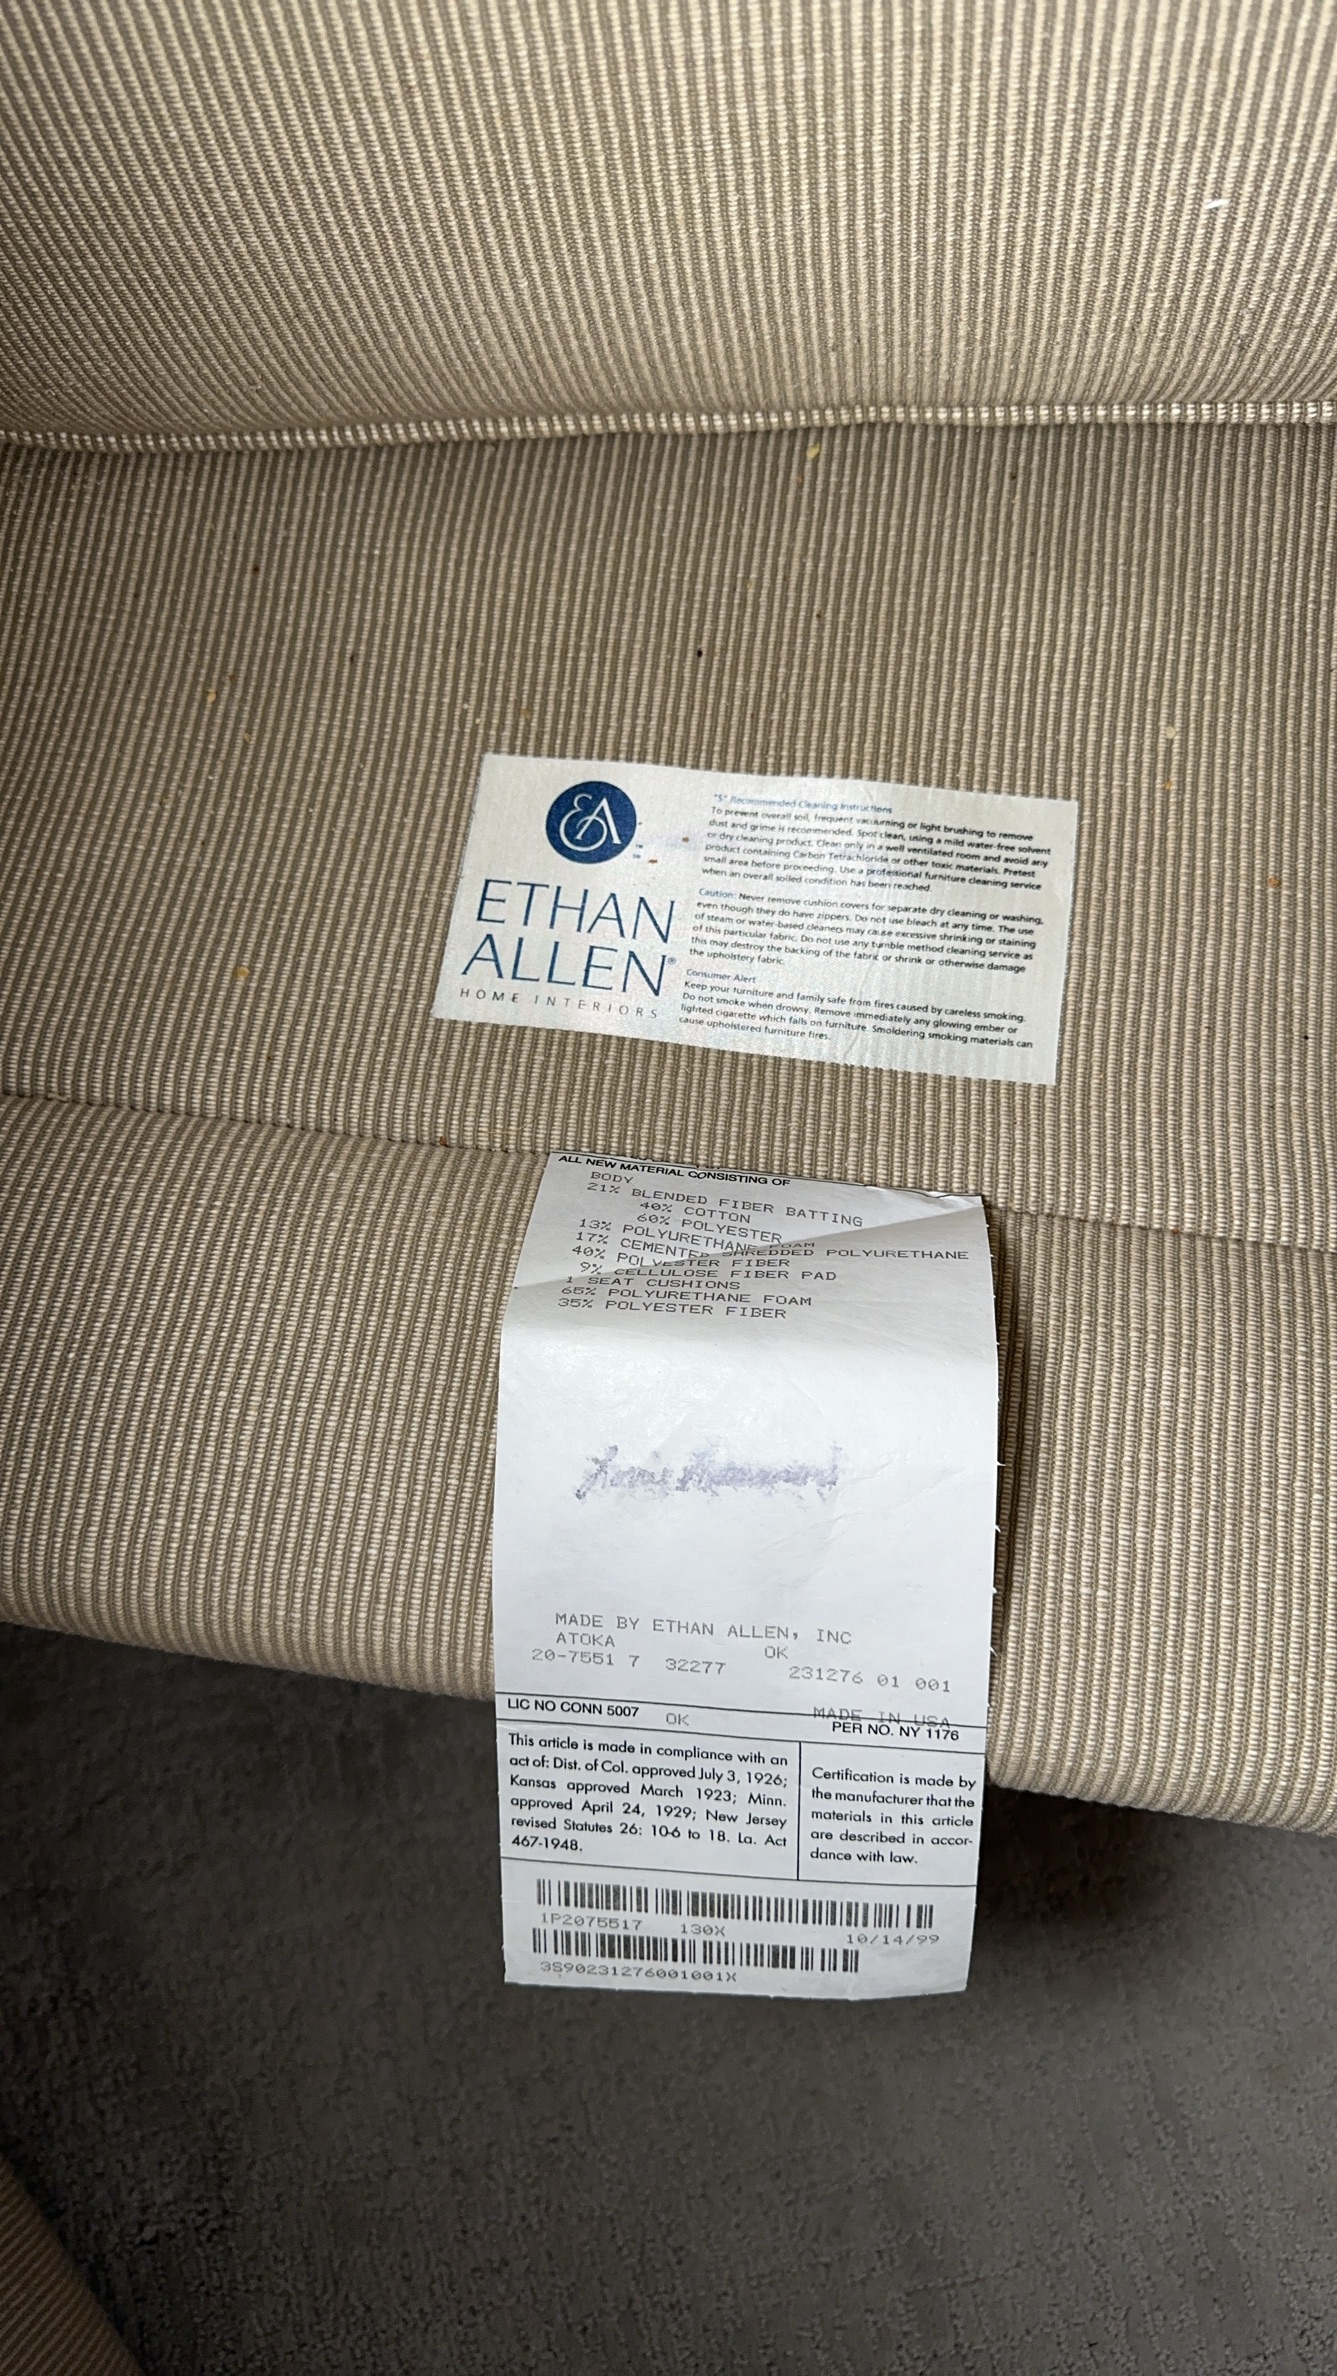 EA
ETHAN
ALLEN®
HOME INTERIORS
"S" Recommended Cleaning Instructions
To prevent overall soil, frequent vacuuming or light brushing to remove
dust and grime is recommended. Spot clean, using a mild water-free solvent
or dry cleaning product. Clean only in a well ventilated room and avoid any
product containing Carbon Tetrachloride or other toxic materials. Pretest
small area before proceeding. Use a professional furniture cleaning service
when an overall soiled condition has been reached.
Caution: Never remove cushion covers for separate dry cleaning or washing,
even though they do have zippers. Do not use bleach at any time. The use
of steam or water-based cleaners may cause excessive shrinking or staining
of this particular fabric. Do not use any tumble method cleaning service as
this may destroy the backing of the fabric or shrink or otherwise damage
the upholstery fabric.
Consumer Alert
Keep your furniture and family safe from fires caused by careless smoking.
Do not smoke when drowsy. Remove immediately any glowing ember or
lighted cigarette which falls on furniture. Smoldering smoking materials can
cause upholstered furniture fires.
ALL NEW MATERIAL CONSISTING OF
BODY
21% BLENDED FIBER BATTING
40% COTTON
60% POLYESTER
13% POLYURETHANE FOAM
17% CEMENTED SHREDDED POLYURETHANE
40% POLYESTER FIBER
9% CELLULOSE FIBER PAD
1 SEAT CUSHIONS
65% POLYURETHANE FOAM
35% POLYESTER FIBER
MADE BY ETHAN ALLEN, INC
ATOKA OK
20-7551 7 32277 231276 01 001
MADE IN USA
LIC NO CONN 5007 OK PER NO. NY 1176
This article is made in compliance with an
act of: Dist. of Col. approved July 3, 1926;
Kansas approved March 1923; Minn.
approved April 24, 1929; New Jersey
revised Statutes 26: 10-6 to 18. La. Act
467-1948.
Certification is made by
the manufacturer that the
materials in this article
are described in accor-
dance with law.
1P2075517 130X 10/14/99
3S90231276001001X